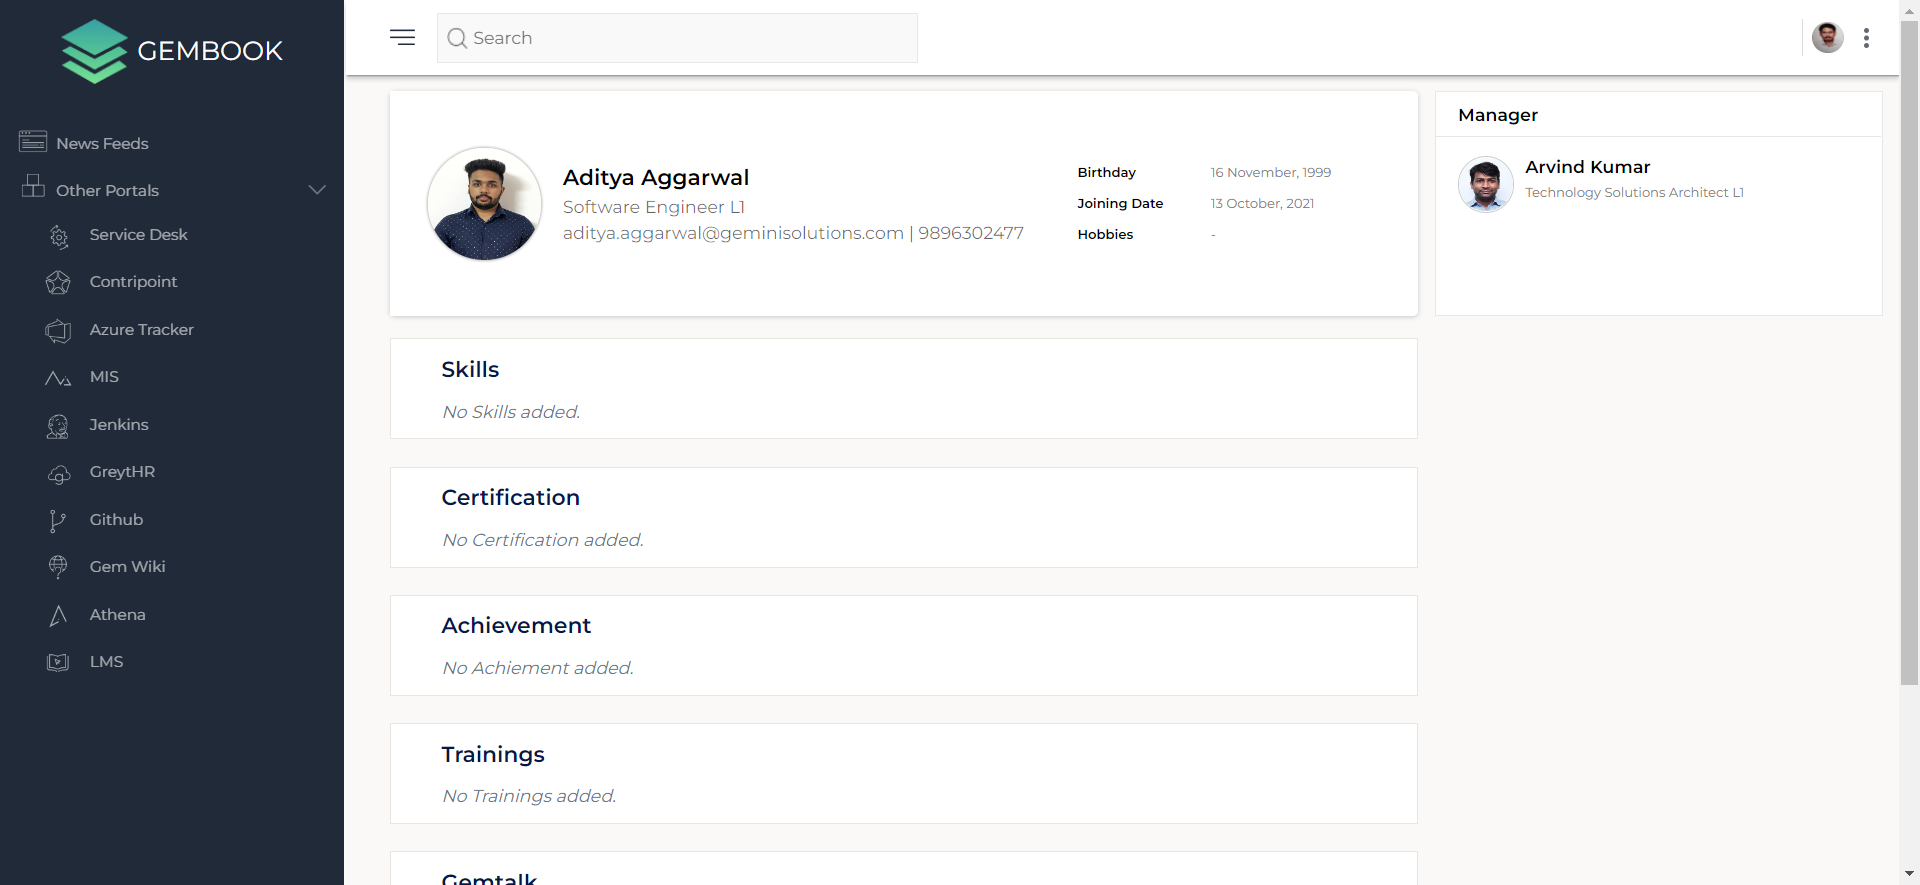 GEMBOOK
News Feeds
Other Portals
Service Desk
Contripoint
Azure Tracker
MIS
Jenkins
GreytHR
Github
Gem Wiki
Athena
LMS
Search
Aditya Aggarwal
Software Engineer L1
aditya.aggarwal@geminisolutions.com | 9896302477
Birthday 16 November, 1999
Joining Date 13 October, 2021
Hobbies -
Manager
Arvind Kumar
Technology Solutions Architect L1
Skills
No Skills added.
Certification
No Certification added.
Achievement
No Achiement added.
Trainings
No Trainings added.
Gemtalk